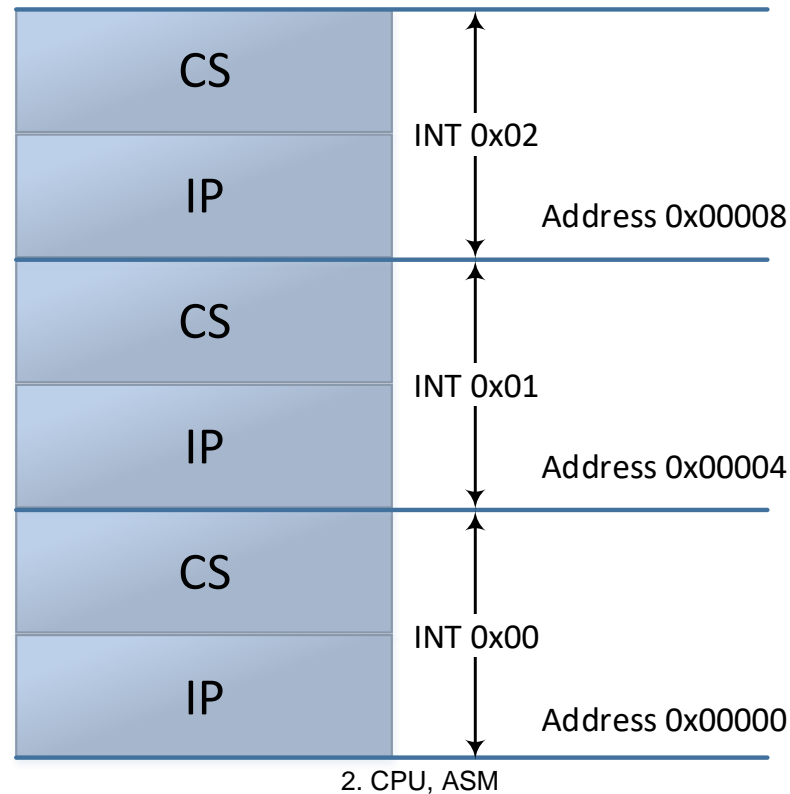 CS
INT 0x02
IP
Address 0x00008
CS
INT 0x01
IP
Address 0x00004
CS
INT 0x00
IP
Address 0x00000
2. CPU, ASM